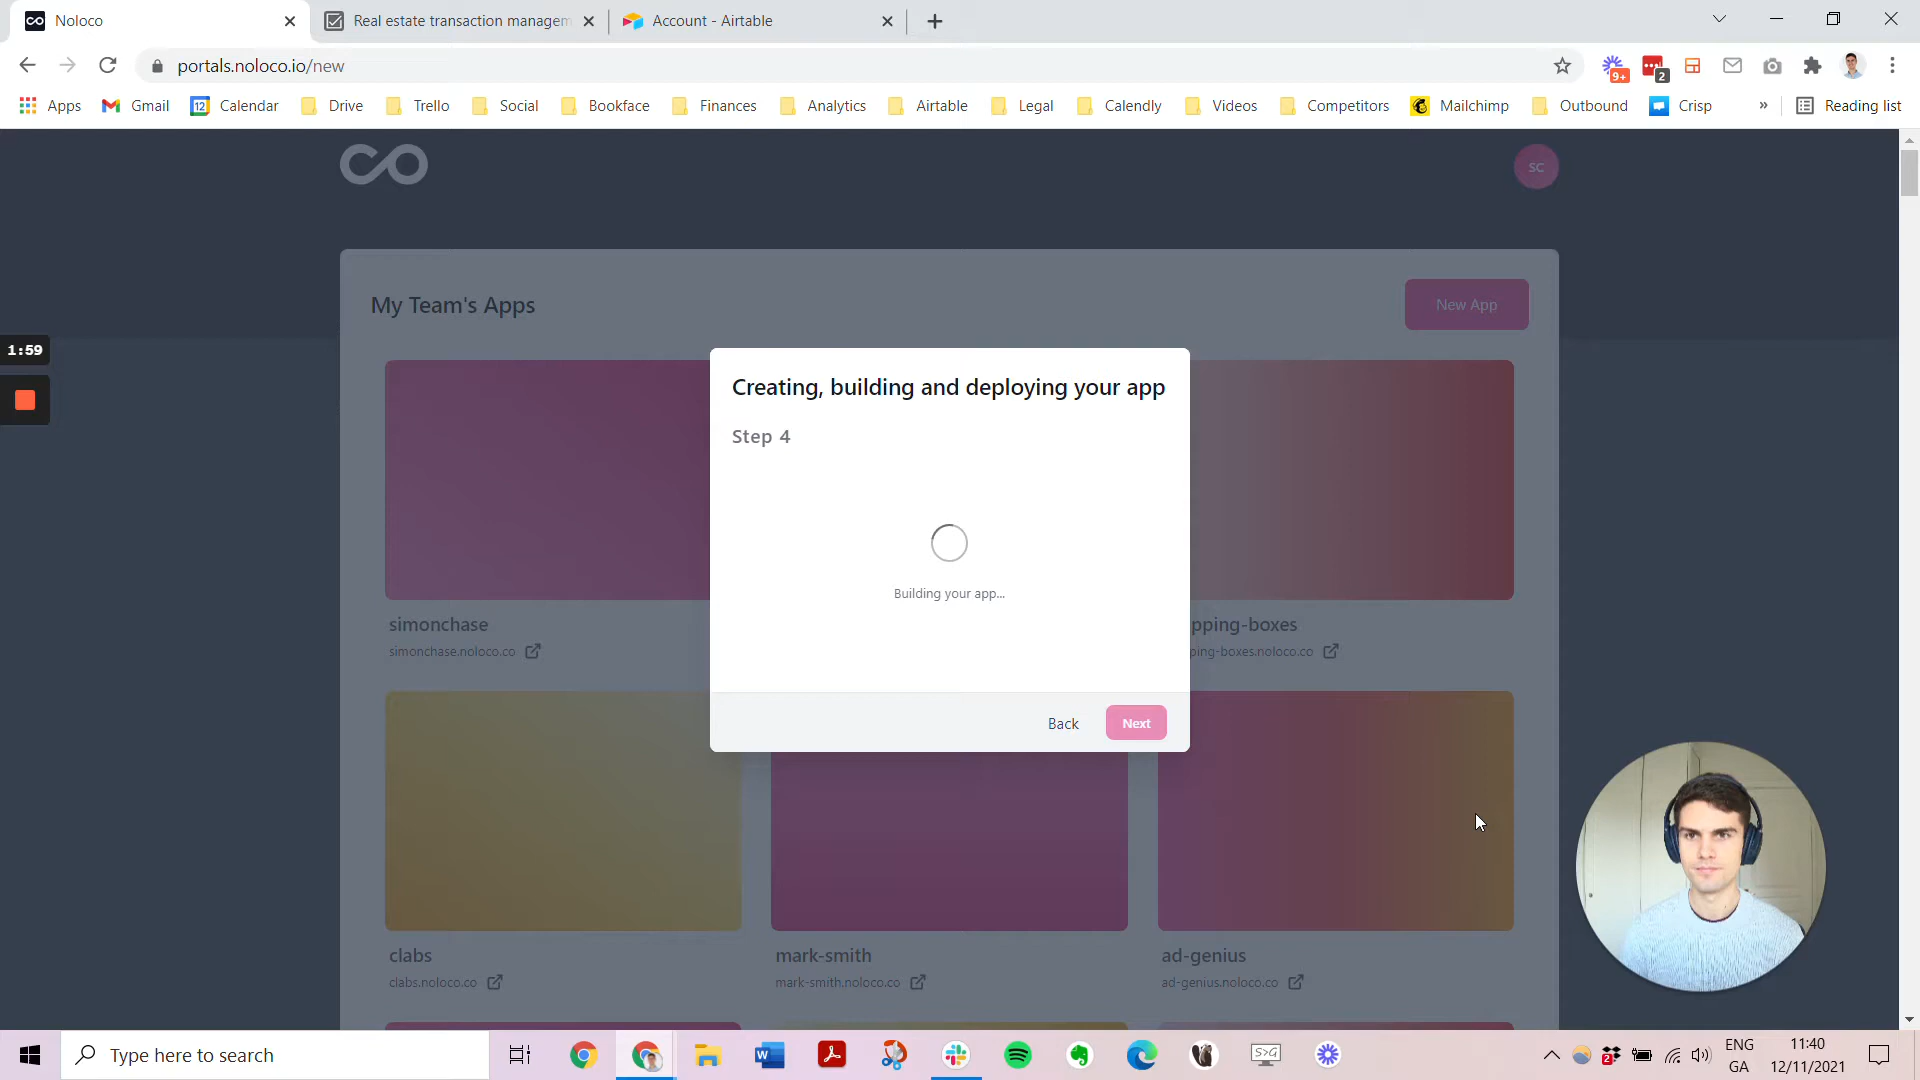 Noloco
Real estate transaction managem
Account - Airtable
portals.noloco.io/new
9+
2
Apps
Gmail
12
Calendar
Drive
Trello
Social
Bookface
Finances
Analytics
Airtable
Legal
Calendly
Videos
Competitors
Mailchimp
Outbound
Crisp
»
Reading list
SC
My Team's Apps
New App
1:59
Creating, building and deploying your app
Step 4
Building your app...
Back
Next
simonchase
simonchase.noloco.co
pping-boxes
ping-boxes.noloco.co
clabs
clabs.noloco.co
mark-smith
mark-smith.noloco.co
ad-genius
ad-genius.noloco.co
Type here to search
W
S>G
2
ENG
GA
11:40
12/11/2021